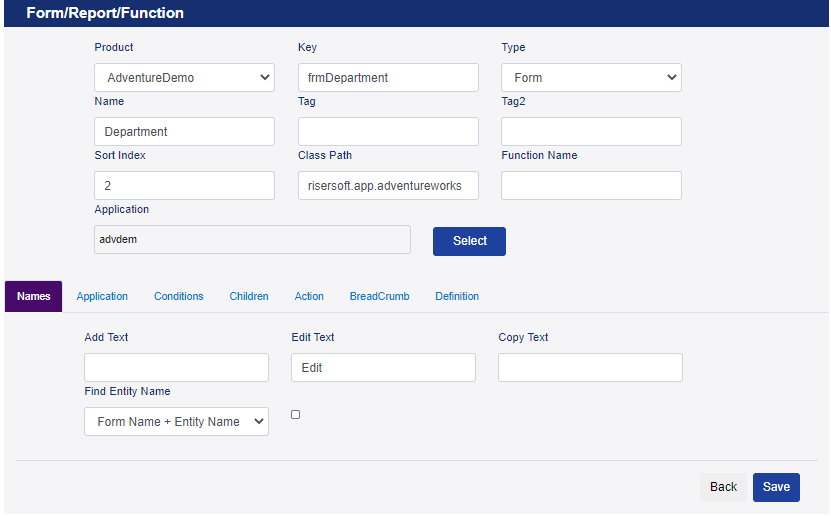 Form/Report/Function
Product Key Type
AdventureDemo frmDepartment Form
Name Tag Tag2
Department
Sort Index Class Path Function Name
2 risersoft.app.adventureworks
Application
advdem Select
Names Application Conditions Children Action BreadCrumb Definition
Add Text Edit Text Copy Text
Edit
Find Entity Name
Form Name + Entity Name
Back Save